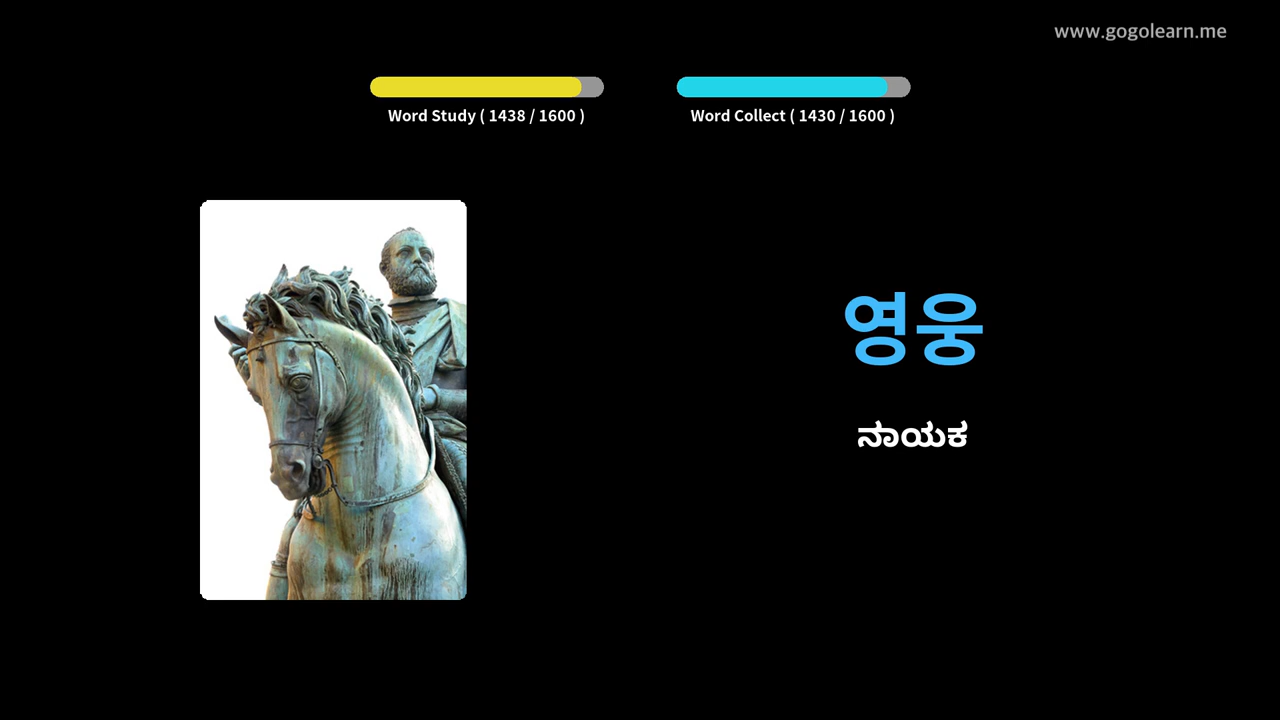 www.gogolearn.me
Word Study ( 1438 / 1600 )
Word Collect ( 1430 / 1600 )
영웅
ನಾಯಕ